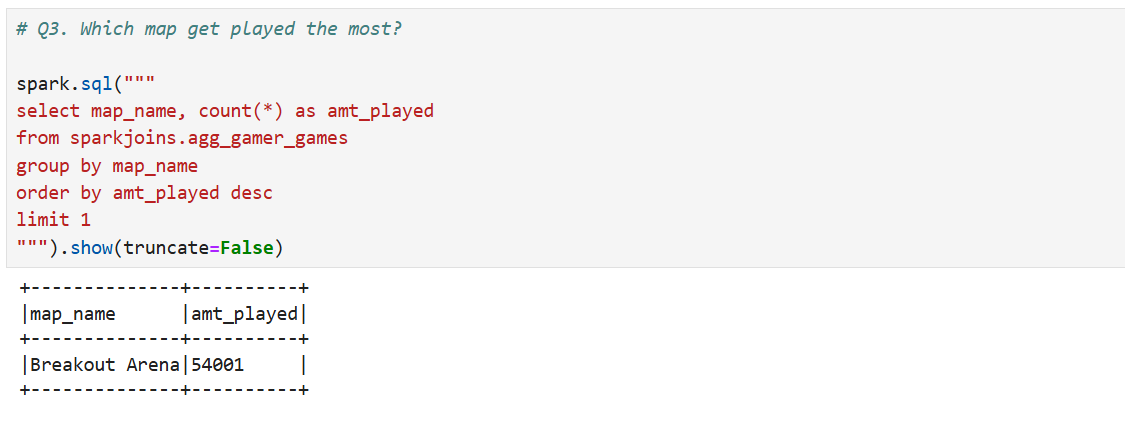 # Q3. Which map get played the most?
spark.sql("""
select map_name, count(*) as amt_played
from sparkjoins.agg_gamer_games
group by map_name
order by amt_played desc
limit 1
""").show(truncate=False)
+--------------+----------+
|map_name      |amt_played|
+--------------+----------+
|Breakout Arena|54001     |
+--------------+----------+